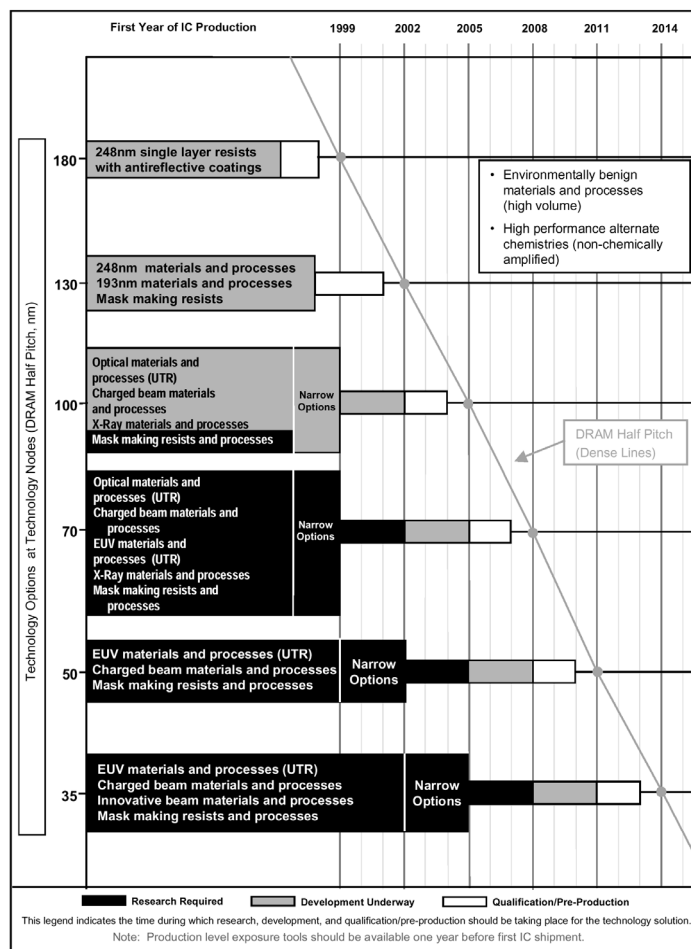 First Year of IC Production
1999
2002
2005
2008
2011
2014
Technology Options at Technology Nodes (DRAM Half Pitch, nm)
180
248nm single layer resists
with antireflective coatings
• Environmentally benign
materials and processes
(high volume)
• High performance alternate
chemistries (non-chemically
amplified)
130
248nm materials and processes
193nm materials and processes
Mask making resists
100
Optical materials and
processes (UTR)
Charged beam materials
and processes
X-Ray materials and processes
Mask making resists and processes
Narrow
Options
DRAM Half Pitch
(Dense Lines)
70
Optical materials and
processes (UTR)
Charged beam materials and
processes
EUV materials and
processes (UTR)
X-Ray materials and processes
Mask making resists and
processes
Narrow
Options
50
EUV materials and processes (UTR)
Charged beam materials and processes
Mask making resists and processes
Narrow
Options
35
EUV materials and processes (UTR)
Charged beam materials and processes
Innovative beam materials and processes
Mask making resists and processes
Narrow
Options
Research Required
Development Underway
Qualification/Pre-Production
This legend indicates the time during which research, development, and qualification/pre-production should be taking place for the technology solution.
Note: Production level exposure tools should be available one year before first IC shipment.